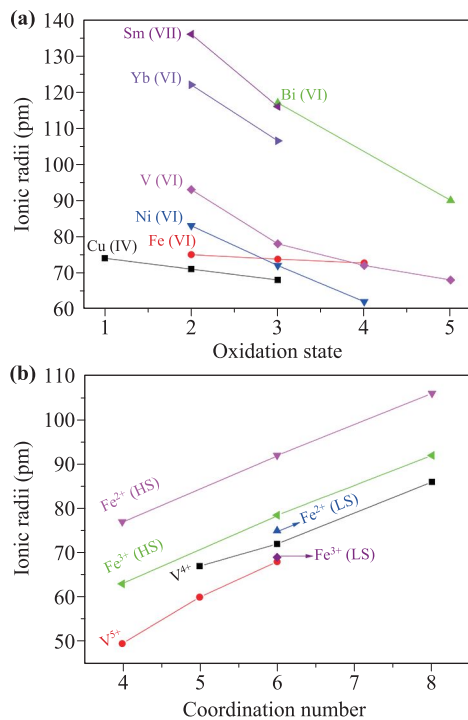 (a)
140
130
120
110
100
90
80
70
60
Ionic radii (pm)
Sm (VII)
Yb (VI)
Bi (VI)
V (VI)
Ni (VI)
Fe (VI)
Cu (IV)
1 2 3 4 5
Oxidation state
(b)
110
100
90
80
70
60
50
Ionic radii (pm)
Fe²⁺ (HS)
Fe³⁺ (HS)
Fe²⁺ (LS)
V⁴⁺
Fe³⁺ (LS)
V⁵⁺
4 5 6 7 8
Coordination number